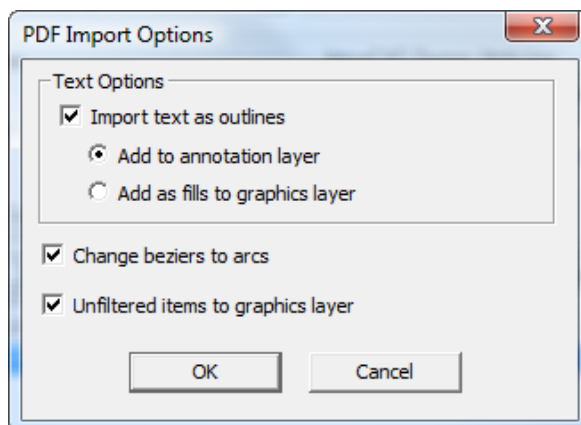 PDF Import Options
Text Options
Import text as outlines
Add to annotation layer
Add as fills to graphics layer
Change beziers to arcs
Unfiltered items to graphics layer
OK Cancel